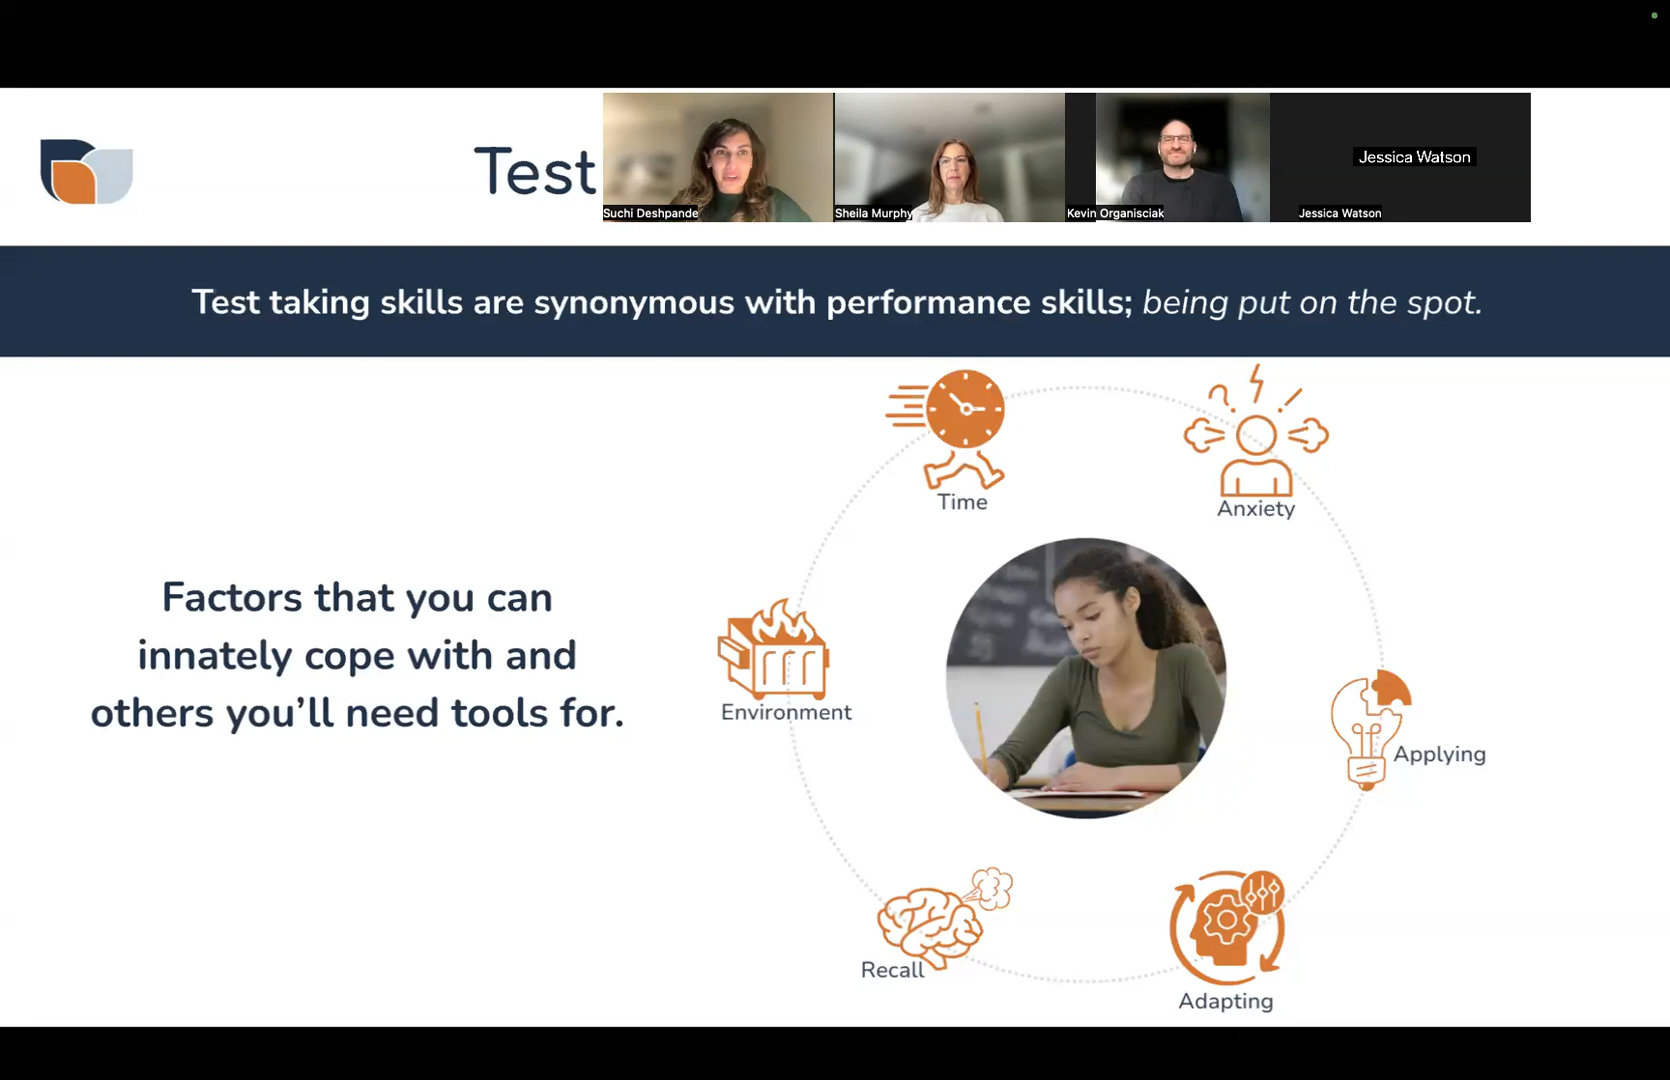 Test
Suchi Deshpande
Sheila Murphy
Kevin Organisciak
Jessica Watson
Jessica Watson
Test taking skills are synonymous with performance skills; being put on the spot.
Factors that you can
innately cope with and
others you’ll need tools for.
Time
Anxiety
Environment
Applying
Recall
Adapting